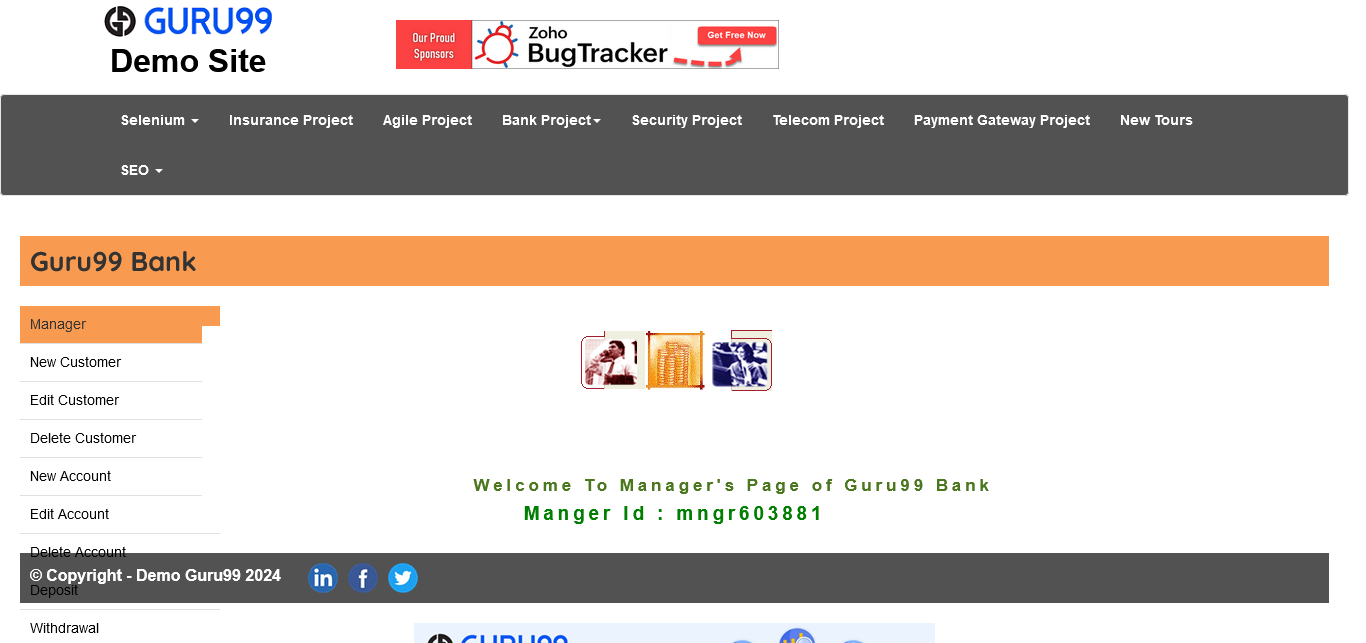 GURU99
Demo Site
Our Proud
Sponsors
Zoho
BugTracker
Get Free Now
Selenium Insurance Project Agile Project Bank Project Security Project Telecom Project Payment Gateway Project New Tours
SEO
Guru99 Bank
Manager
New Customer
Edit Customer
Delete Customer
New Account
Edit Account
Delete Account
Deposit
Withdrawal
Welcome To Manager's Page of Guru99 Bank
Manger Id : mngr603881
© Copyright - Demo Guru99 2024
in f
GURU99